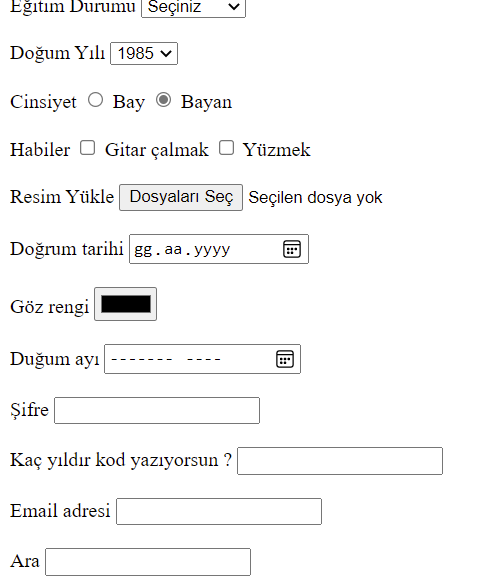 Eğitim Durumu Seçiniz
Doğum Yılı 1985
Cinsiyet Bay Bayan
Habiler Gitar çalmak Yüzmek
Resim Yükle Dosyaları Seç Seçilen dosya yok
Doğrum tarihi gg.aa.yyyy
Göz rengi
Duğum ayı ------- ----
Şifre
Kaç yıldır kod yazıyorsun ?
Email adresi
Ara